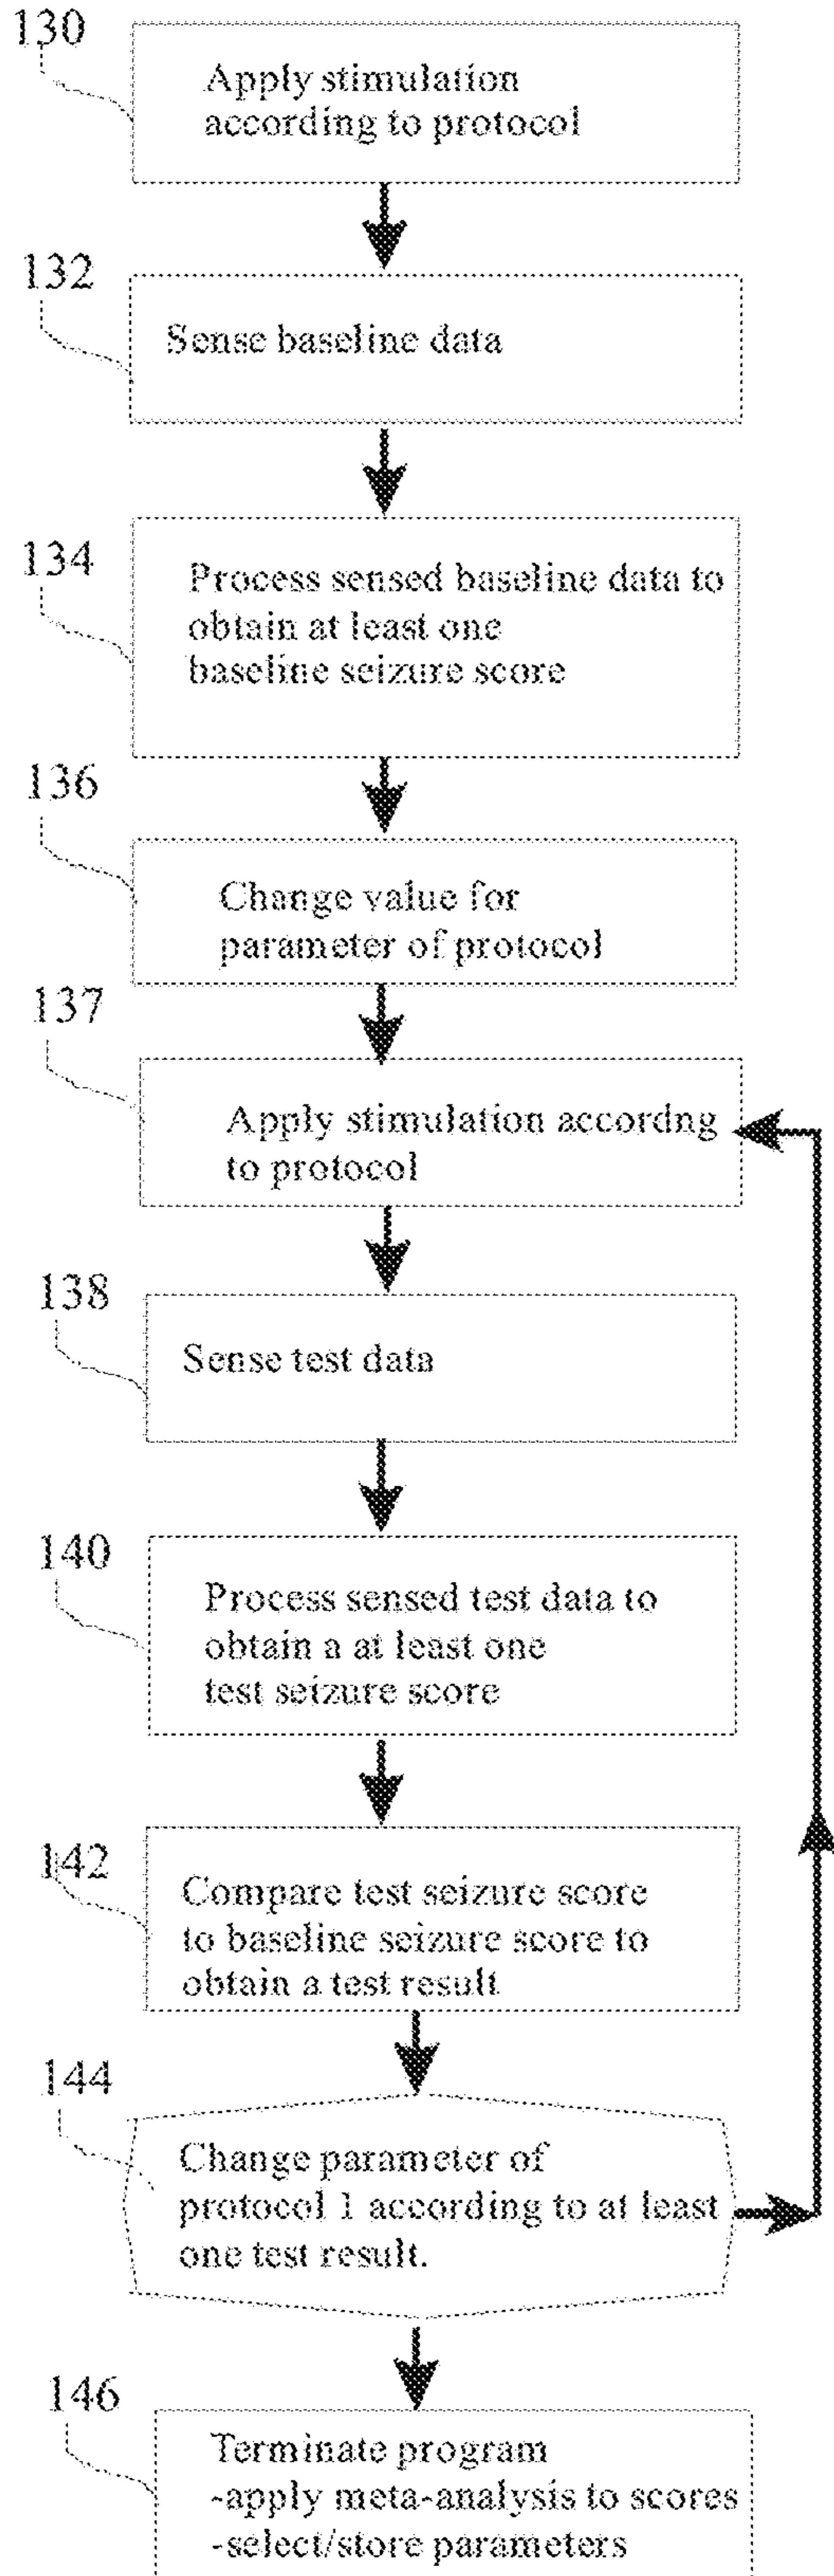 130
Apply stimulation
according to protocol
132
Sense baseline data
134
Process sensed baseline data to
obtain at least one
baseline seizure score
136
Change value for
parameter of protocol
137
Apply stimulation accordng
to protocol
138
Sense test data
140
Process sensed test data to
obtain a at least one
test seizure score
142
Compare test seizure score
to baseline seizure score to
obtain a test result
144
Change parameter of
protocol 1 according to at least
one test result.
146
Terminate program
-apply meta-analysis to scores
-select/store parameters